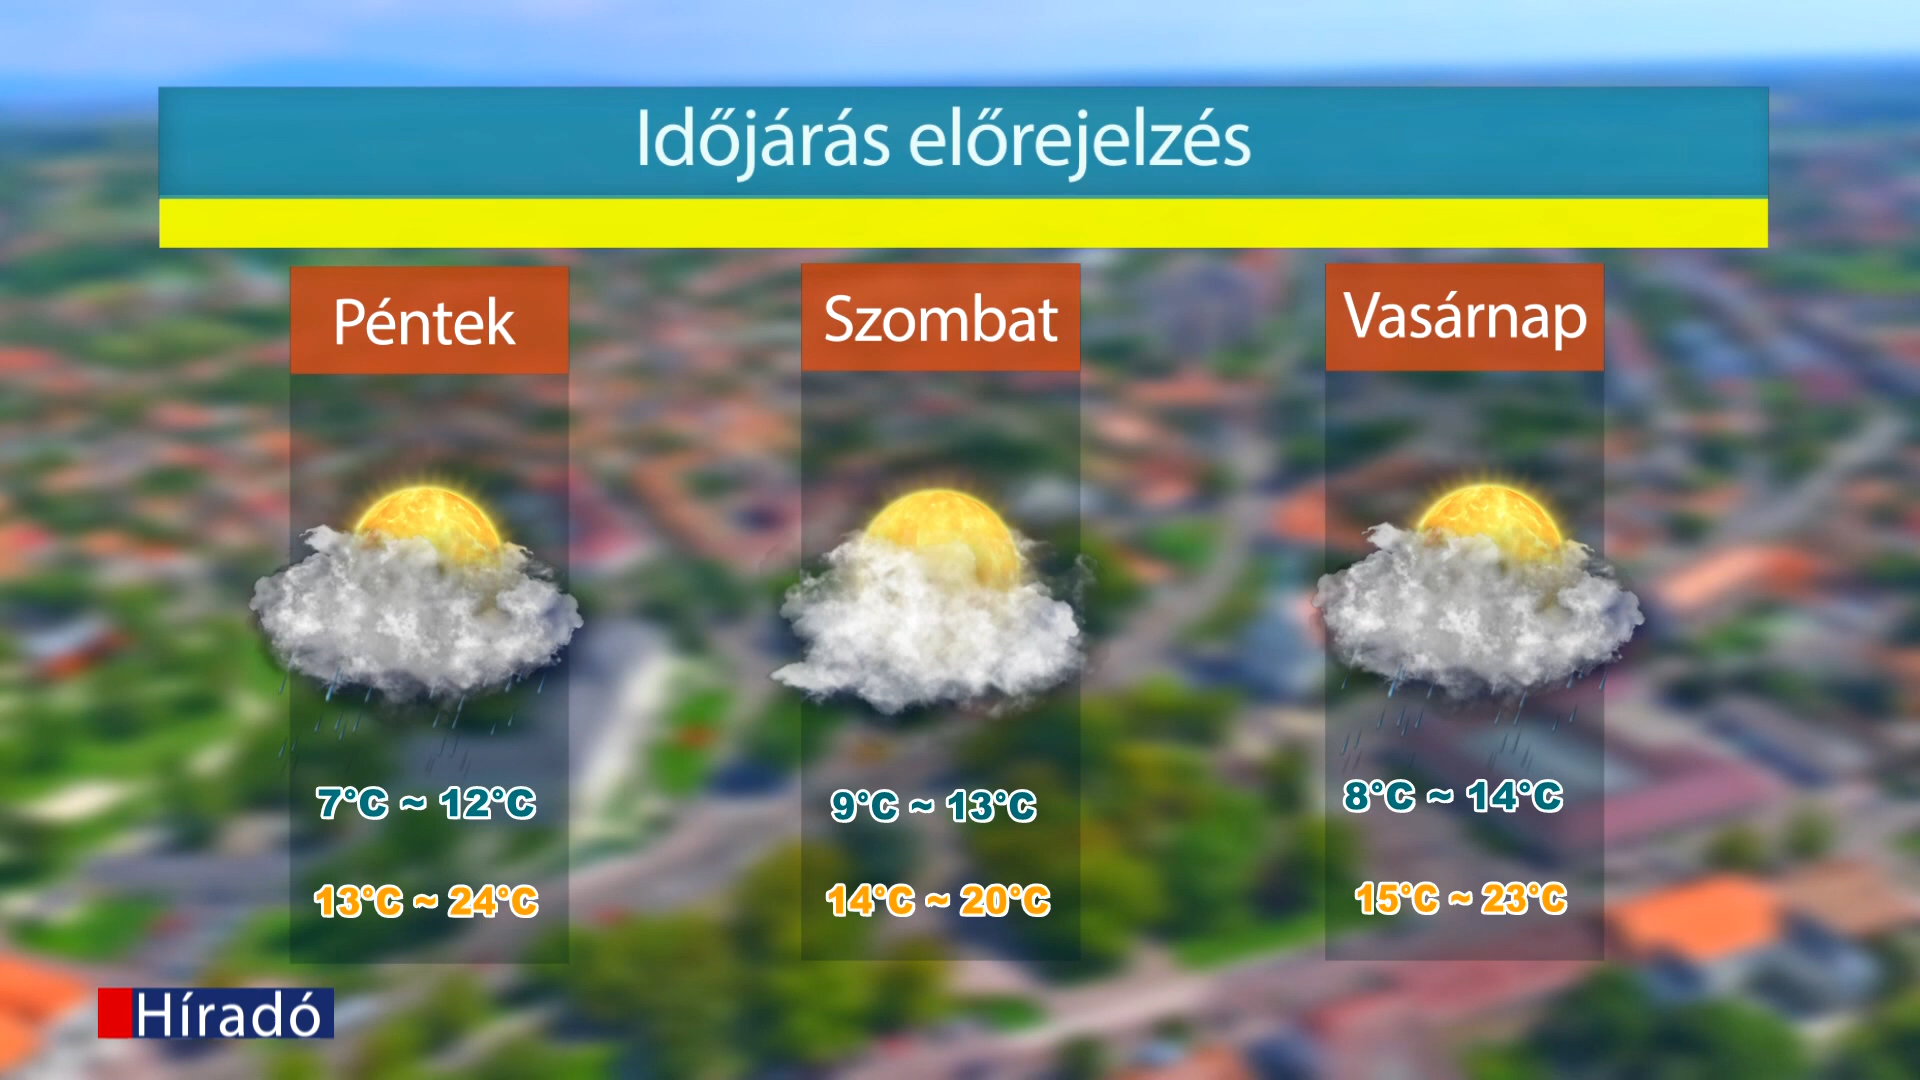 Időjárás előrejelzés
Péntek
Szombat
Vasárnap
7°C ~ 12°C
9°C ~ 13°C
8°C ~ 14°C
13°C ~ 24°C
14°C ~ 20°C
15°C ~ 23°C
Híradó